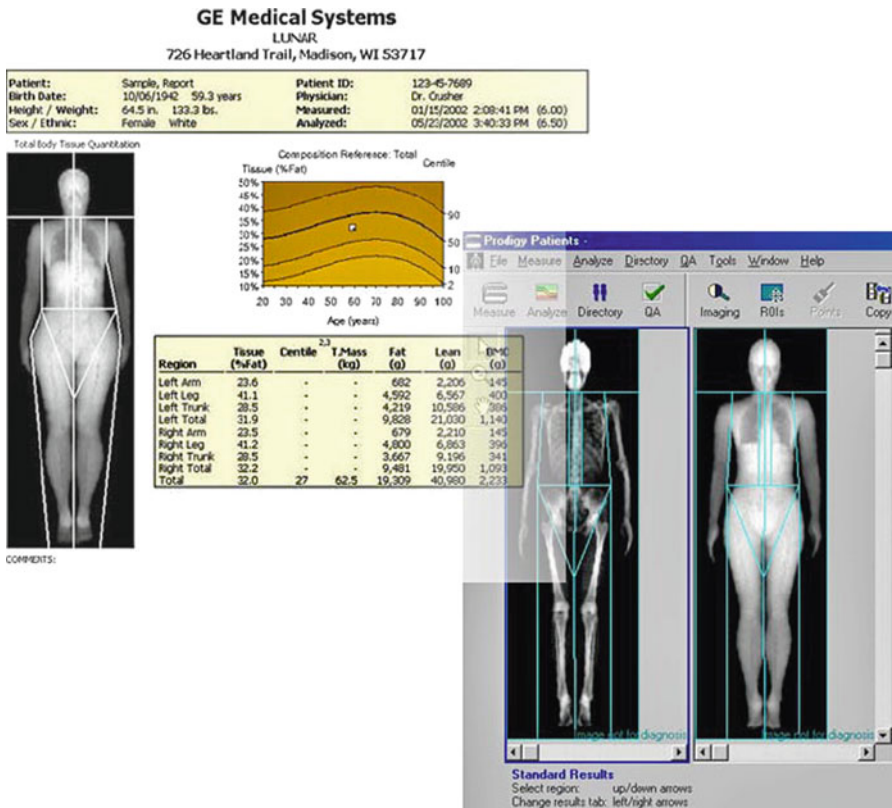 GE Medical Systems
LUNAR
726 Heartland Trail, Madison, WI 53717
Patient: Sample, Report Patient ID: 123-45-7689
Birth Date: 10/06/1942 59.3 years Physician: Dr. Crusher
Height / Weight: 64.5 in. 133.3 lbs. Measured: 01/15/2002 2:08:41 PM (6.00)
Sex / Ethnic: Female White Analyzed: 05/23/2002 3:40:33 PM (6.50)
Total Body Tissue Quantitation
Composition Reference: Total
Tissue (%Fat) Centile
50%
45%
40%
35%
30%
25%
20%
15%
10%
90
50
10
2
20 30 40 50 60 70 80 90 100
Age (years)
2,3
Tissue Centile T.Mass Fat Lean BMC
Region (%Fat) (kg) (g) (g) (g)
Left Arm 23.6 - - 682 2,206 145
Left Leg 41.1 - - 4,592 6,567 400
Left Trunk 28.5 - - 4,219 10,586 386
Left Total 31.9 - - 9,828 21,030 1,140
Right Arm 23.5 - - 679 2,210 145
Right Leg 41.2 - - 4,800 6,863 396
Right Trunk 28.5 - - 3,667 9,196 341
Right Total 32.2 - - 9,481 19,950 1,093
Total 32.0 27 62.5 19,309 40,980 2,233
COMMENTS:
Prodigy Patients -
File Measure Analyze Directory QA Tools Window Help
Measure Analyze Directory QA Imaging ROIs Points Copy
Image not for diagnosis Image not for diagnosis
Standard Results
Select region: up/down arrows
Change results tab: left/right arrows